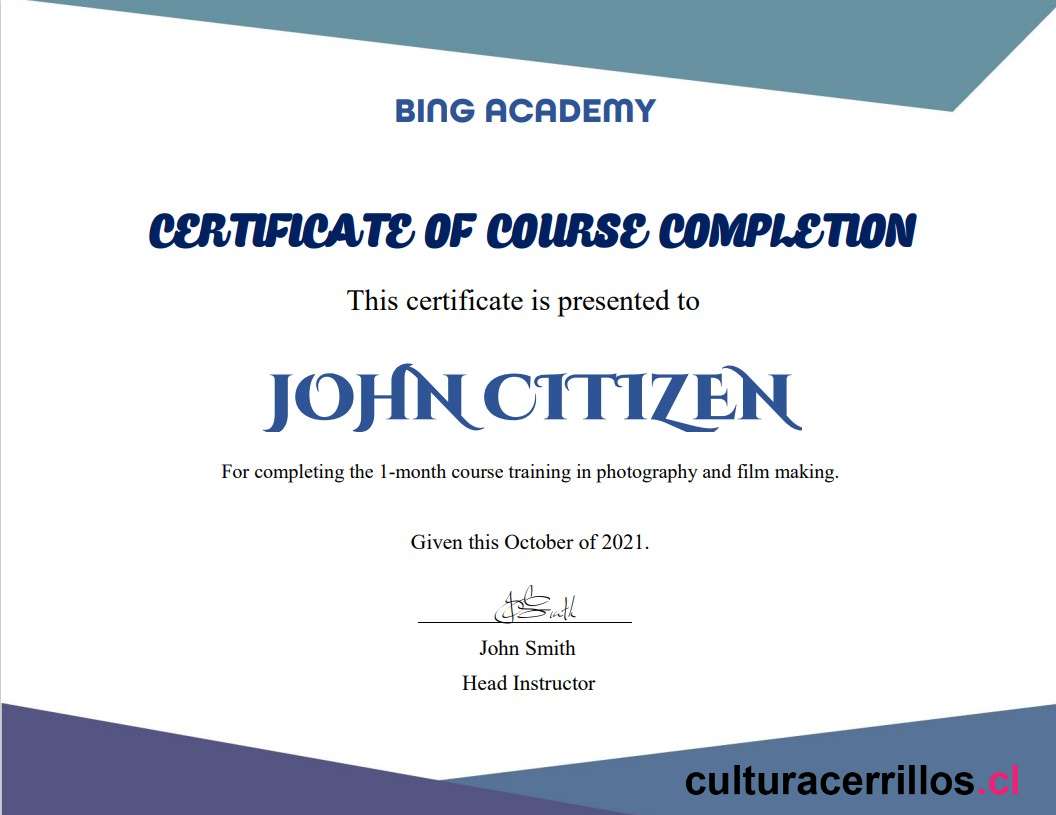 BING ACADEMY
CERTIFICATE OF COURSE COMPLETION
This certificate is presented to
JOHN CITIZEN
For completing the 1-month course training in photography and film making.
Given this October of 2021.
JSmith
John Smith
Head Instructor
culturacerrillos.cl